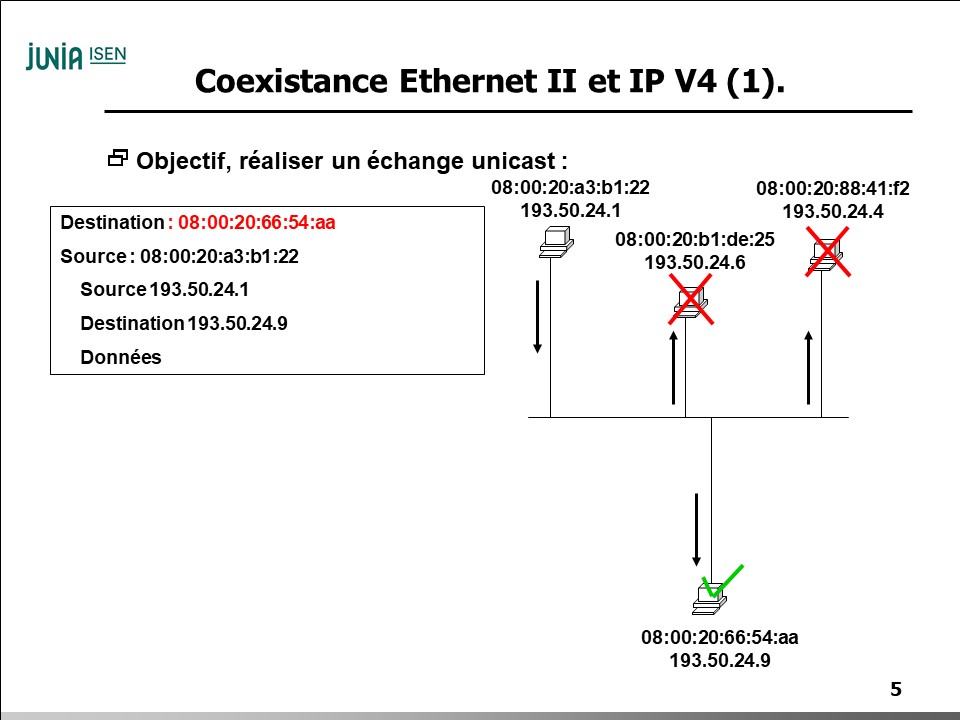 JUNIA ISEN
Coexistance Ethernet II et IP V4 (1).
Objectif, réaliser un échange unicast :
Destination : 08:00:20:66:54:aa
Source : 08:00:20:a3:b1:22
Source 193.50.24.1
Destination 193.50.24.9
Données
08:00:20:a3:b1:22
193.50.24.1
08:00:20:b1:de:25
193.50.24.6
08:00:20:88:41:f2
193.50.24.4
08:00:20:66:54:aa
193.50.24.9
5